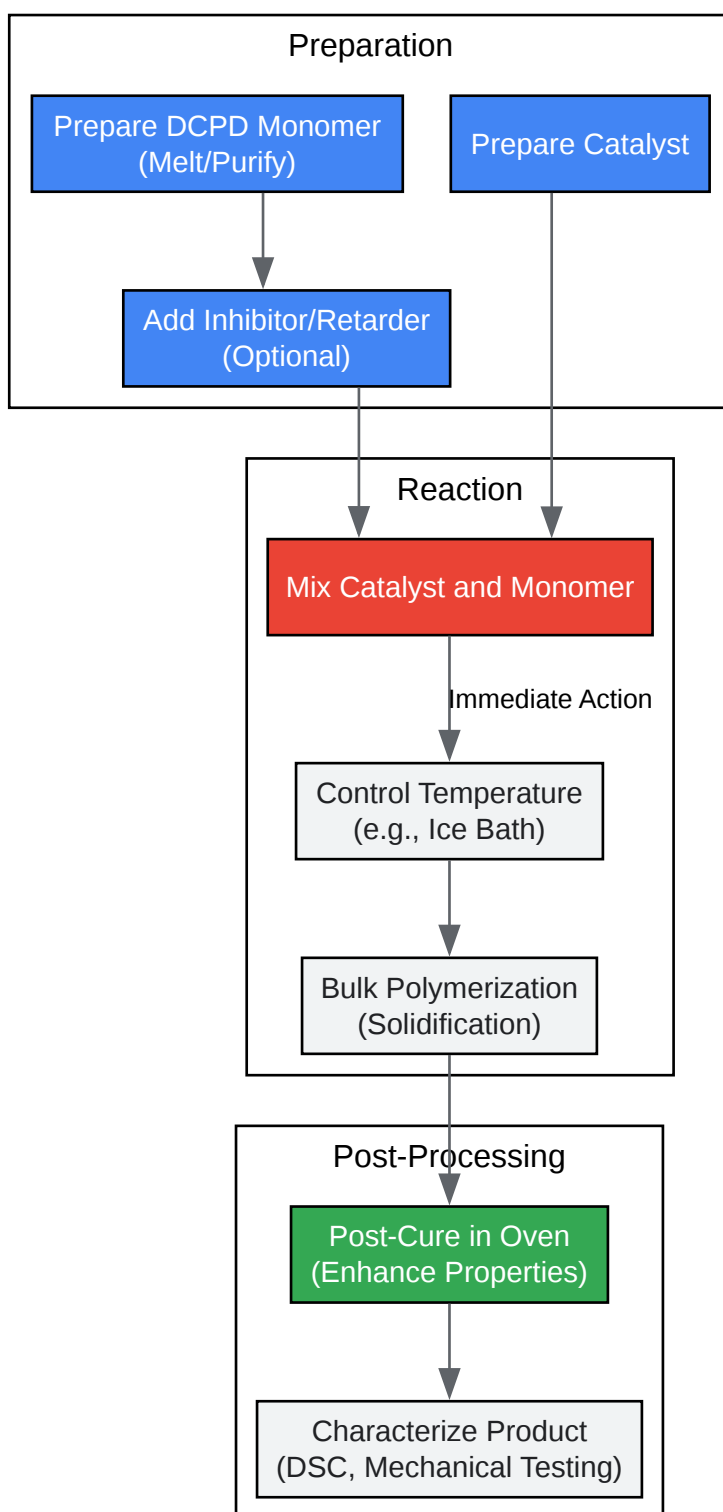 Preparation
Prepare DCPD Monomer
(Melt/Purify)
Prepare Catalyst
Add Inhibitor/Retarder
(Optional)
Reaction
Mix Catalyst and Monomer
Immediate Action
Control Temperature
(e.g., Ice Bath)
Bulk Polymerization
(Solidification)
Post-Processing
Post-Cure in Oven
(Enhance Properties)
Characterize Product
(DSC, Mechanical Testing)